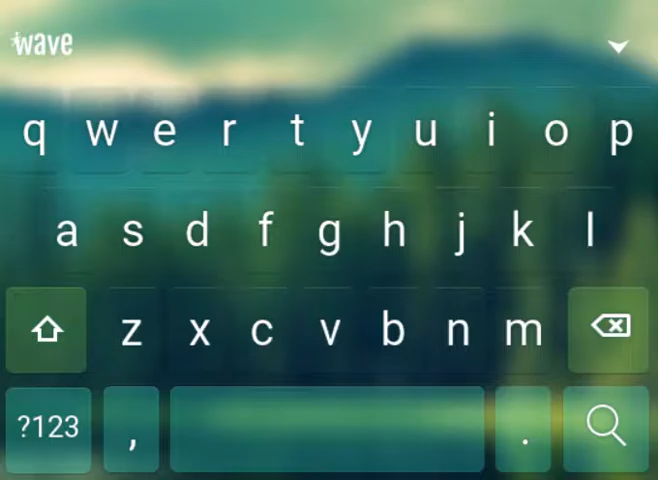 wave
q w e r t y u i o p
a s d f g h j k l
z x c v b n m
?123 , .